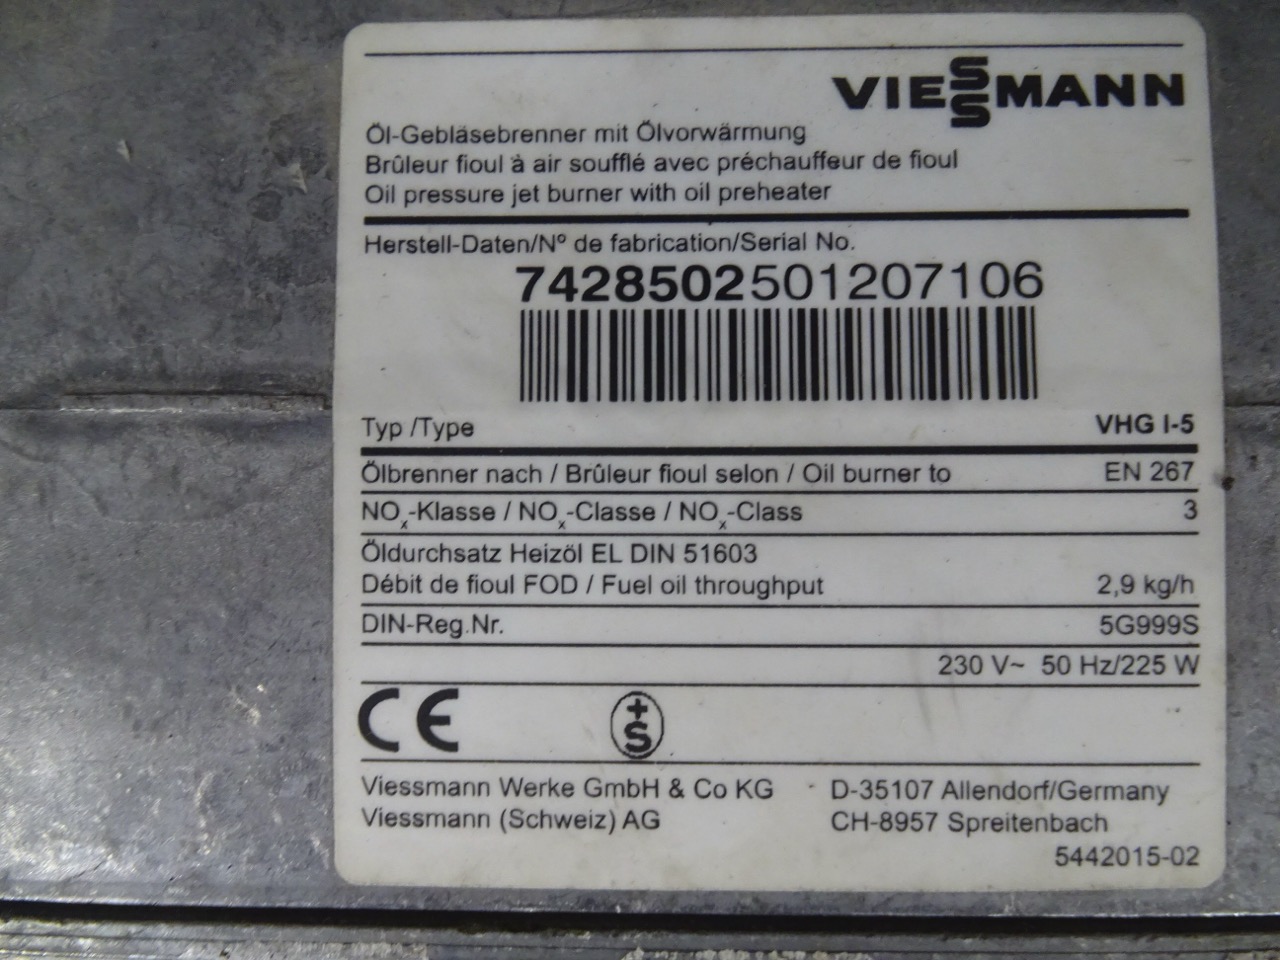 VIESSMANN
Öl-Gebläsebrenner mit Ölvorwärmung
Brûleur fioul à air soufflé avec préchauffeur de fioul
Oil pressure jet burner with oil preheater
Herstell-Daten/Nº de fabrication/Serial No.
7428502501207106
Typ /Type VHG I-5
Ölbrenner nach / Brûleur fioul selon / Oil burner to EN 267
NOx-Klasse / NOx-Classe / NOx-Class 3
Öldurchsatz Heizöl EL DIN 51603
Débit de fioul FOD / Fuel oil throughput 2,9 kg/h
DIN-Reg.Nr. 5G999S
230 V~ 50 Hz/225 W
CE +S
Viessmann Werke GmbH & Co KG D-35107 Allendorf/Germany
Viessmann (Schweiz) AG CH-8957 Spreitenbach
5442015-02